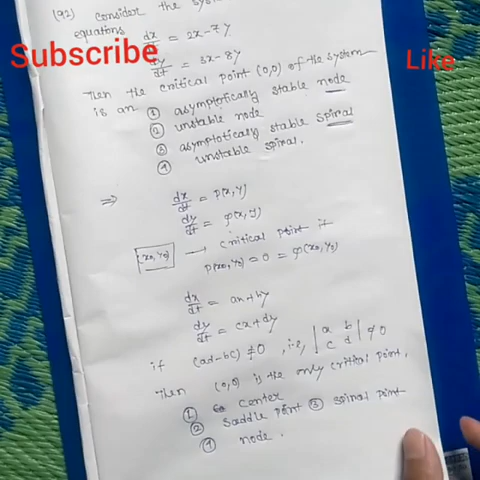 (92) Consider the system
equations dx/dt = 2x-7y
Subscribe
Like
dy/dt = 3x-8y
Then the critical point (0,0) of the system
is an ① asymptotically stable node
② unstable node
③ asymptotically stable spiral
④ unstable spiral.
⇒ dx/dt = P(x,y)
dy/dt = φ(x,y)
(x0,y0) → critical point if
P(x0,y0) = 0 = φ(x0,y0)
dx/dt = ax+by
dy/dt = cx+dy
if (ad-bc) ≠0, i.e, |a b
c d| ≠0
Then (0,0) is the only critical point,
① center
② saddle point ③ spiral point
④ node.